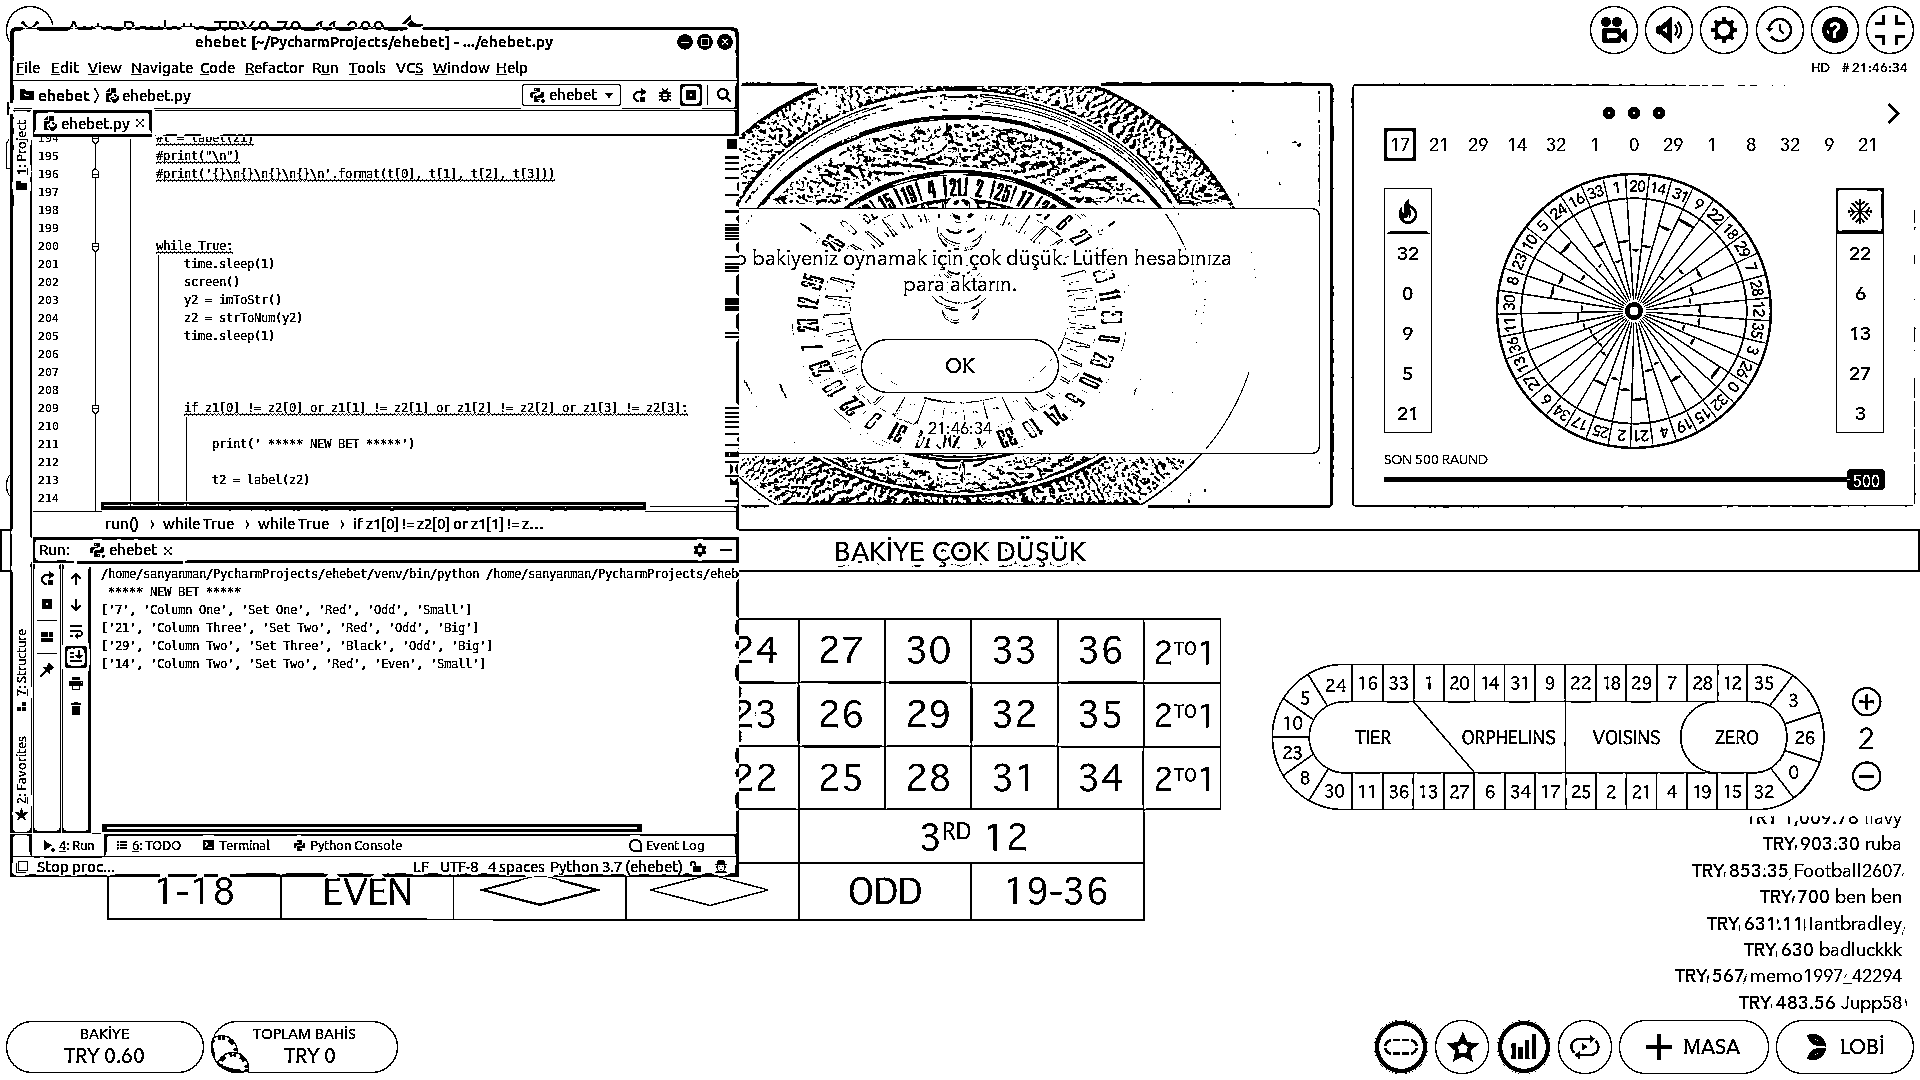 ehebet [~/PycharmProjects/ehebet] - .../ehebet.py
File Edit View Navigate Code Refactor Run Tools VCS Window Help
ehebet ehebet.py
ehebet
HD #21:46:34
ehebet.py ×
1: Project
194
195 #print("\n")
196 #print('{}\n{}\n{}\n{}\n'.format(t[0], t[1], t[2], t[3]))
197
198
199
200 while True:
201 time.sleep(1)
202 screen()
203 y2 = imToStr()
204 z2 = strToNum(y2)
205 time.sleep(1)
206
207
208
209 if z1[0] != z2[0] or z1[1] != z2[1] or z1[2] != z2[2] or z1[3] != z2[3]:
210
211 print(' ***** NEW BET *****')
212
213 t2 = label(z2)
214
run() › while True › while True › if z1[0] != z2[0] or z1[1] != z...
Run: ehebet ×
/home/sanyanman/PycharmProjects/ehebet/venv/bin/python /home/sanyanman/PycharmProjects/eheb
***** NEW BET *****
['7', 'Column One', 'Set One', 'Red', 'Odd', 'Small']
['21', 'Column Three', 'Set Two', 'Red', 'Odd', 'Big']
['29', 'Column Two', 'Set Three', 'Black', 'Odd', 'Big']
['14', 'Column Two', 'Set Two', 'Red', 'Even', 'Small']
7: Structure
2: Favorites
4: Run 6: TODO Terminal Python Console Event Log
Stop proc... LF UTF-8 4 spaces Python 3.7 (ehebet)
bakiyeniz oynamak için çok düşük. Lütfen hesabınıza
para aktarın.
OK
21:46:34
17 21 29 14 32 1 0 29 1 8 32 9 21
32
0
9
5
21
22
6
13
27
3
SON 500 RAUND
500
BAKİYE ÇOK DÜŞÜK
24 27 30 33 36 2TO1
23 26 29 32 35 2TO1
22 25 28 31 34 2TO1
3RD 12
1-18 EVEN ODD 19-36
5 24 16 33 1 20 14 31 9 22 18 29 7 28 12 35 3
10 TIER ORPHELINS VOISINS ZERO 26
23
8 30 11 36 13 27 6 34 17 25 2 21 4 19 15 32 0
2
TRY 903.30 ruba
TRY 853.35 Football2607
TRY 700 ben ben
TRY 631.11 lantbradley
TRY 630 badluckkk
TRY 567 memo1997_42294
TRY 483.56 Jupp58
BAKİYE
TRY 0.60
TOPLAM BAHİS
TRY 0
MASA
LOBİ